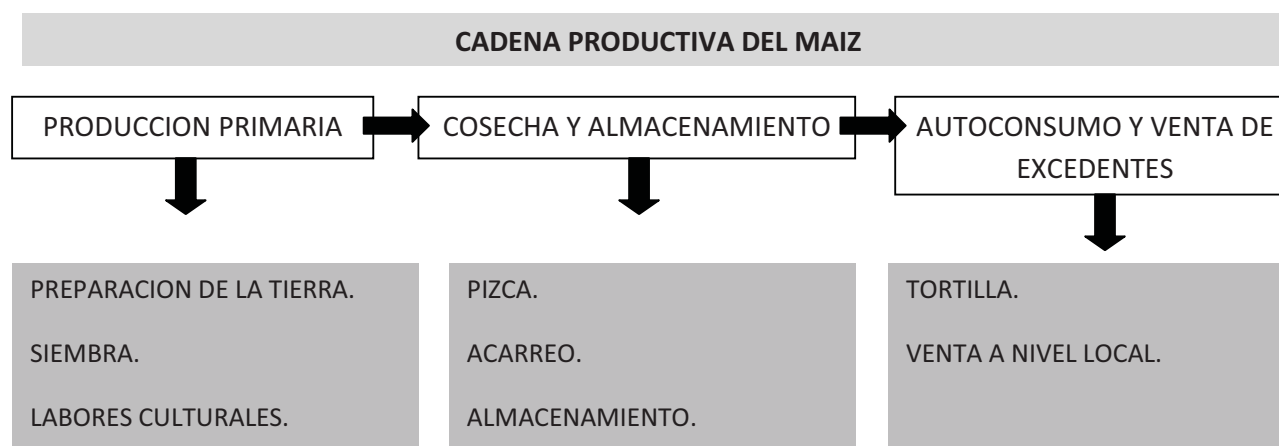 CADENA PRODUCTIVA DEL MAIZ
PRODUCCION PRIMARIA
COSECHA Y ALMACENAMIENTO
AUTOCONSUMO Y VENTA DE
EXCEDENTES
PREPARACION DE LA TIERRA.
SIEMBRA.
LABORES CULTURALES.
PIZCA.
ACARREO.
ALMACENAMIENTO.
TORTILLA.
VENTA A NIVEL LOCAL.